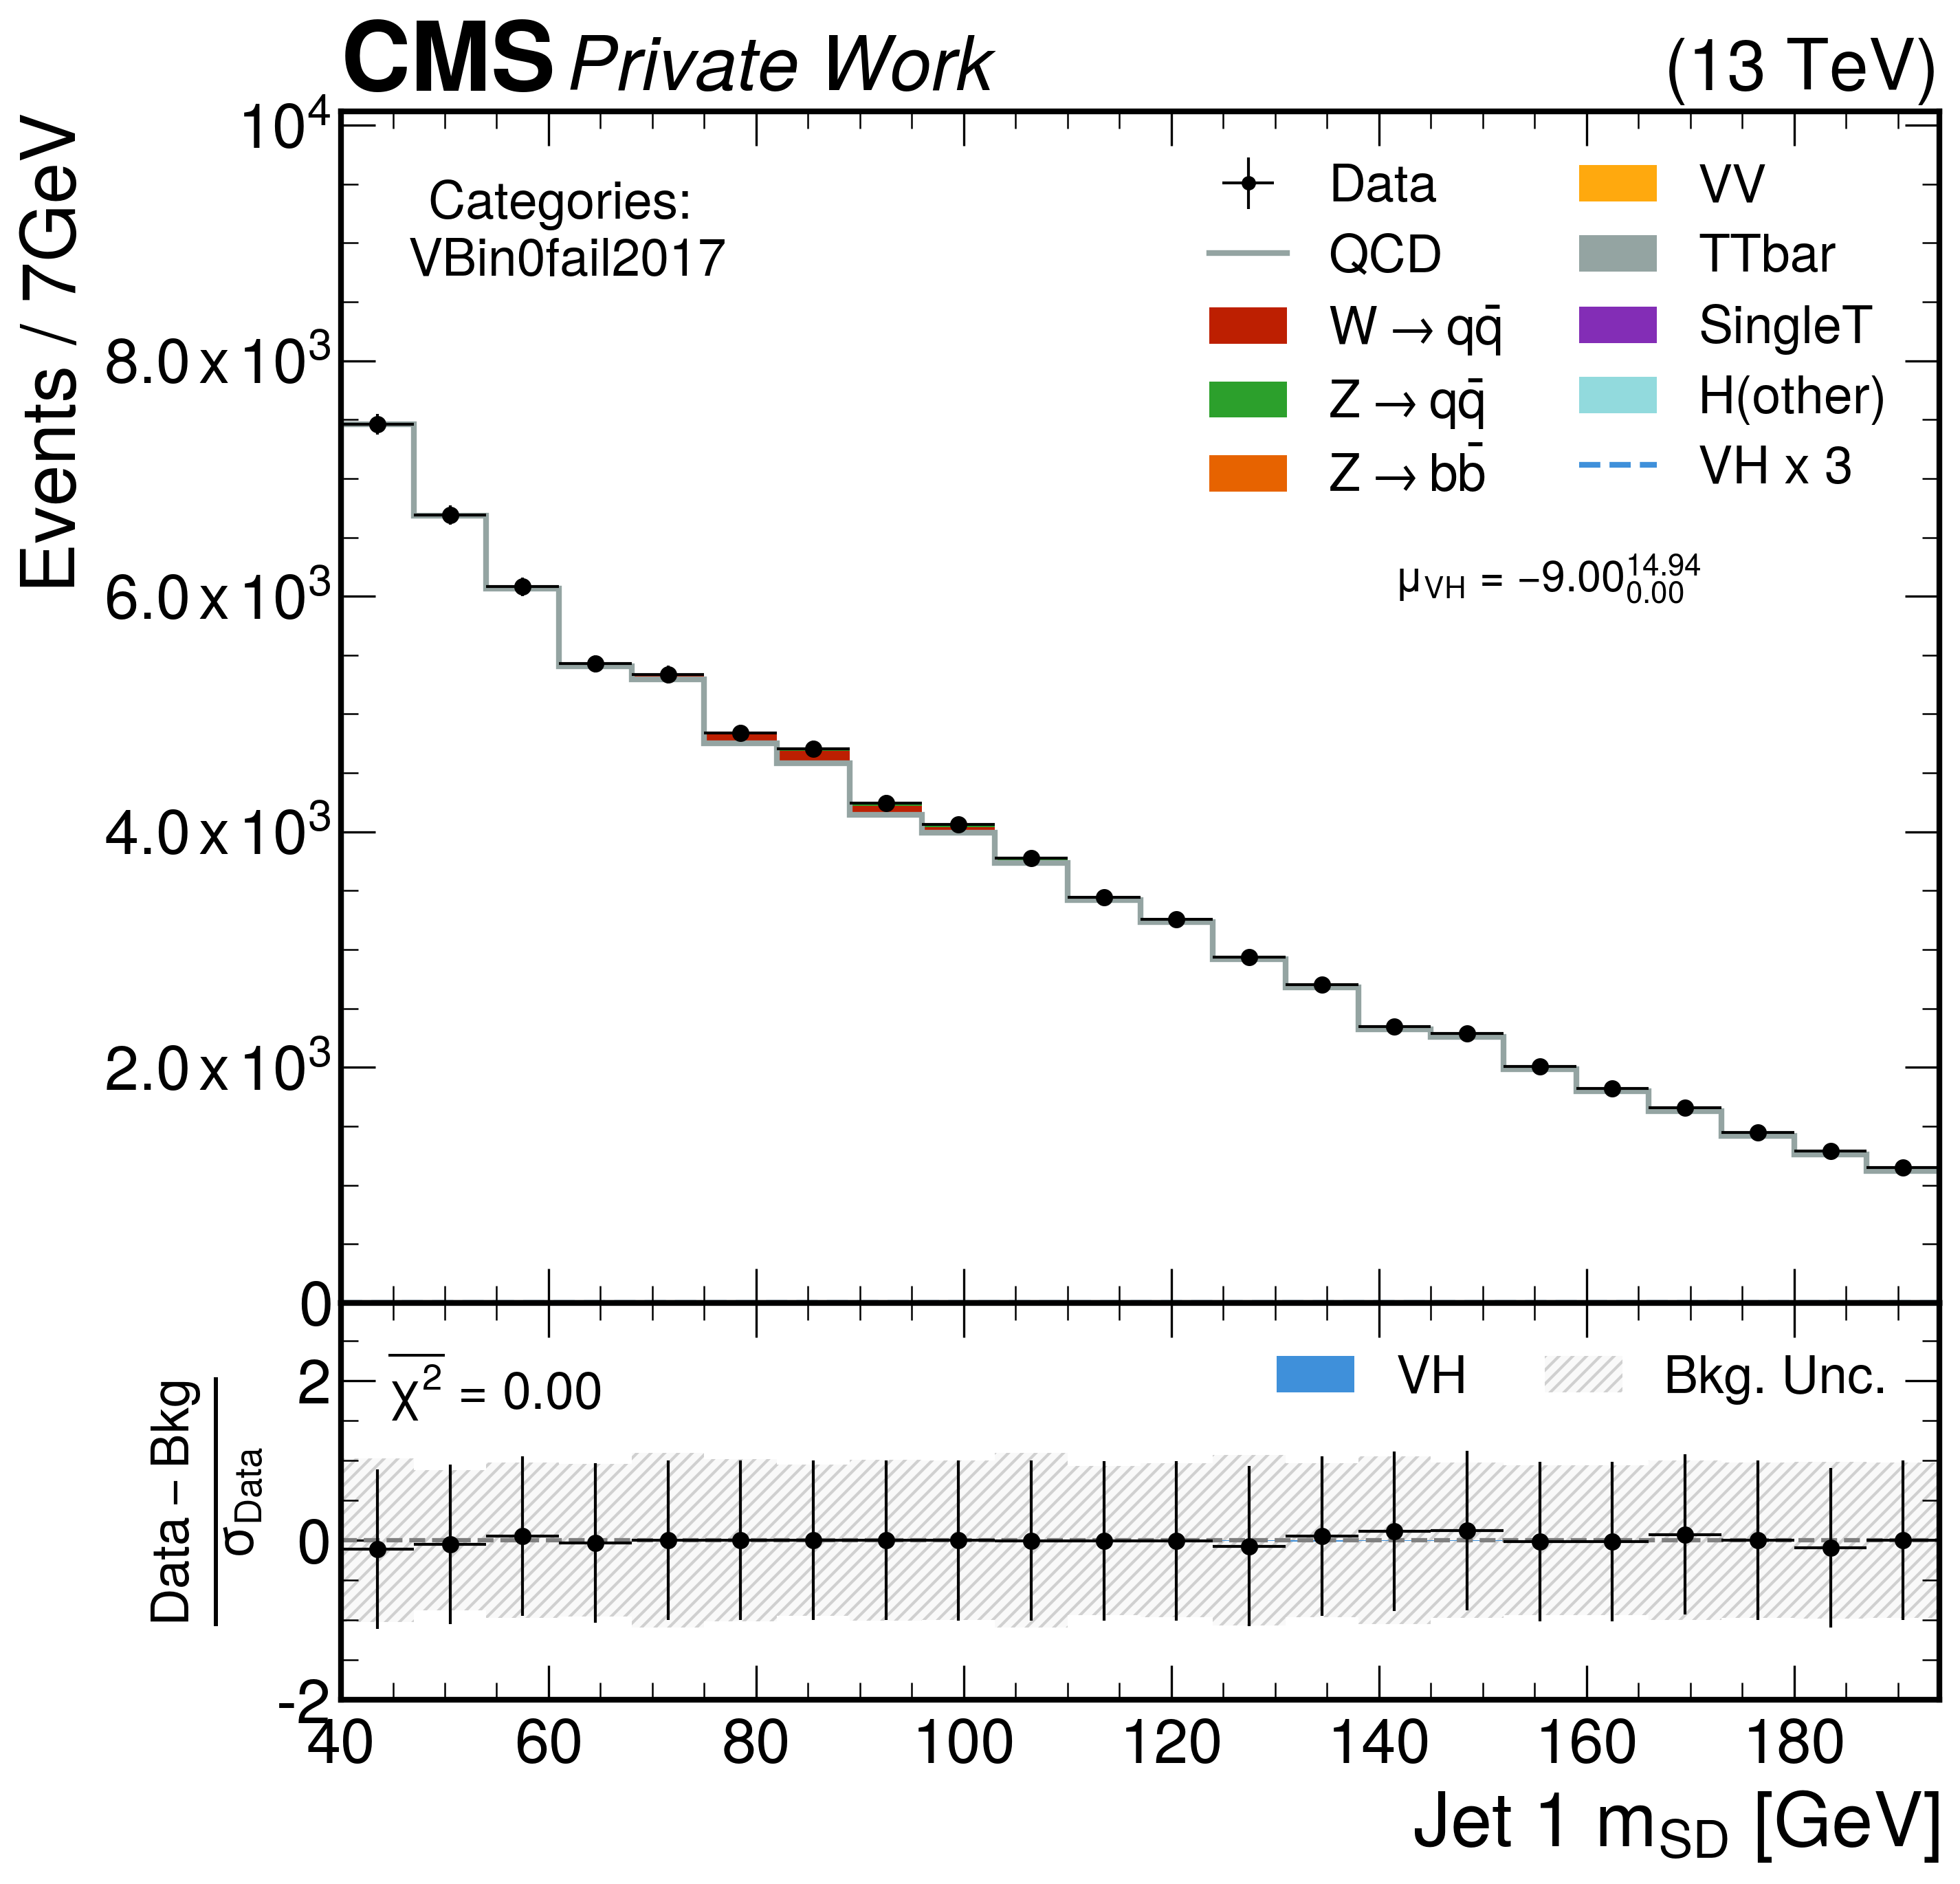 CMS Private Work (13 TeV)
Events / 7GeV
10⁴
8.0 x 10³
6.0 x 10³
4.0 x 10³
2.0 x 10³
0
Categories:
VBin0fail2017
Data
QCD
W → qq̄
Z → qq̄
Z → bb̄
VV
TTbar
SingleT
H(other)
VH x 3
μ_VH = −9.00^14.94_0.00
Data − Bkg
σ_Data
2
0
-2
χ̅²̅ = 0.00
VH
Bkg. Unc.
40 60 80 100 120 140 160 180
Jet 1 m_SD [GeV]